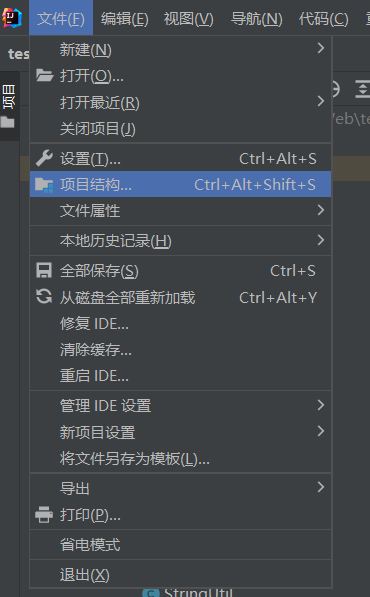 文件(F) 编辑(E) 视图(V) 导航(N) 代码(C)
tes
项目
新建(N)
打开(O)...
打开最近(R)
关闭项目(J)
设置(T)... Ctrl+Alt+S
项目结构... Ctrl+Alt+Shift+S
文件属性
本地历史记录(H)
全部保存(S) Ctrl+S
从磁盘全部重新加载 Ctrl+Alt+Y
修复 IDE...
清除缓存...
重启 IDE...
管理 IDE 设置
新项目设置
将文件另存为模板(L)...
导出
打印(P)...
省电模式
退出(X)
StringUtil